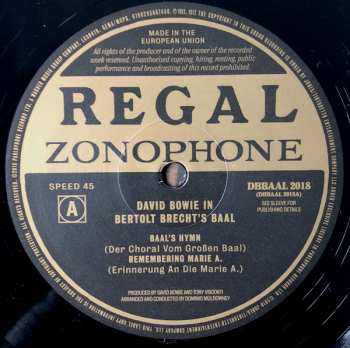 MADE IN THE
EUROPEAN UNION
All rights of the producer and of the owner of the recorded
work reserved. Unauthorised copying, hiring, renting, public
performance and broadcasting of this record prohibited.
REGAL
ZONOPHONE
SPEED 45
A
DAVID BOWIE IN
BERTOLT BRECHT'S BAAL
DBBAAL 2018
(DBBAAL 2018A)
SEE SLEEVE FOR
PUBLISHING DETAILS
BAAL'S HYMN
(Der Choral Vom Großen Baal)
REMEMBERING MARIE A.
(Erinnerung An Die Marie A.)
PRODUCED BY DAVID BOWIE AND TONY VISCONTI
ARRANGED AND CONDUCTED BY DOMINIC MULDOWNEY